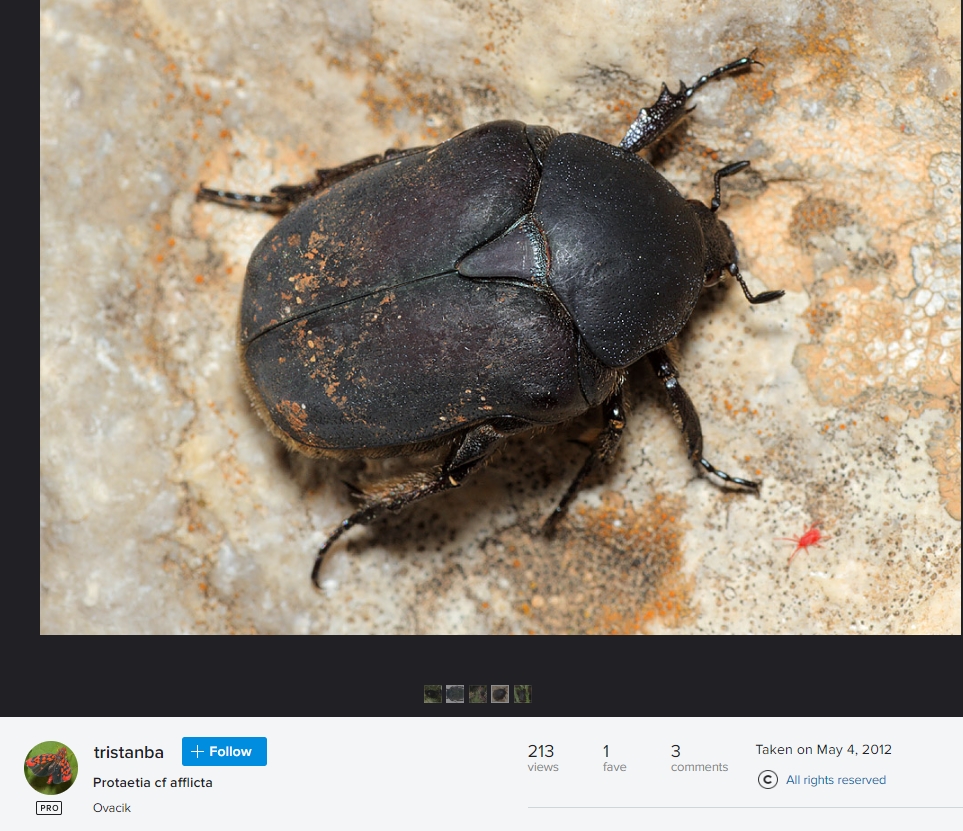 tristanba
+ Follow
Protaetia cf afflicta
PRO
Ovacik
213
views
1
fave
3
comments
Taken on May 4, 2012
© All rights reserved